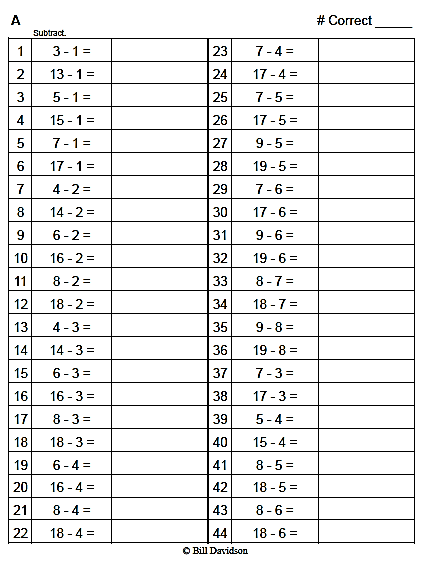 A
# Correct _____
Subtract.
1 3 - 1 = 23 7 - 4 =
2 13 - 1 = 24 17 - 4 =
3 5 - 1 = 25 7 - 5 =
4 15 - 1 = 26 17 - 5 =
5 7 - 1 = 27 9 - 5 =
6 17 - 1 = 28 19 - 5 =
7 4 - 2 = 29 7 - 6 =
8 14 - 2 = 30 17 - 6 =
9 6 - 2 = 31 9 - 6 =
10 16 - 2 = 32 19 - 6 =
11 8 - 2 = 33 8 - 7 =
12 18 - 2 = 34 18 - 7 =
13 4 - 3 = 35 9 - 8 =
14 14 - 3 = 36 19 - 8 =
15 6 - 3 = 37 7 - 3 =
16 16 - 3 = 38 17 - 3 =
17 8 - 3 = 39 5 - 4 =
18 18 - 3 = 40 15 - 4 =
19 6 - 4 = 41 8 - 5 =
20 16 - 4 = 42 18 - 5 =
21 8 - 4 = 43 8 - 6 =
22 18 - 4 = 44 18 - 6 =
© Bill Davidson